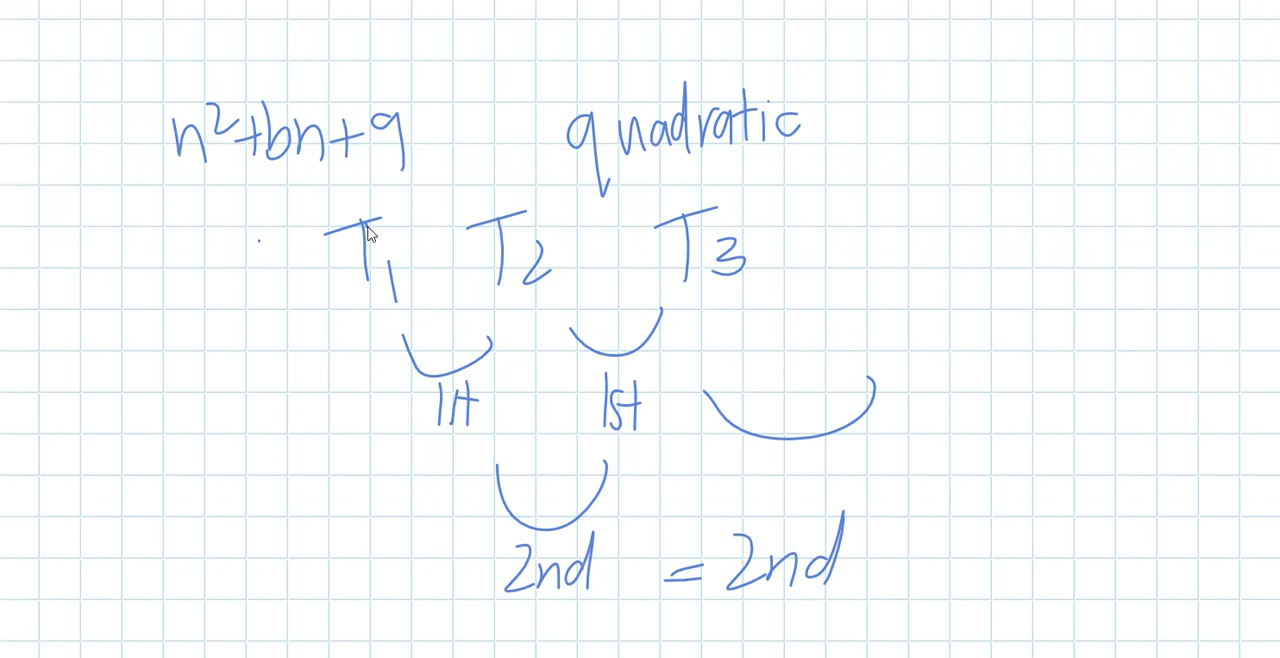 n²+bn+9 quadratic
T₁ T₂ T₃
1st 1st
2nd = 2nd